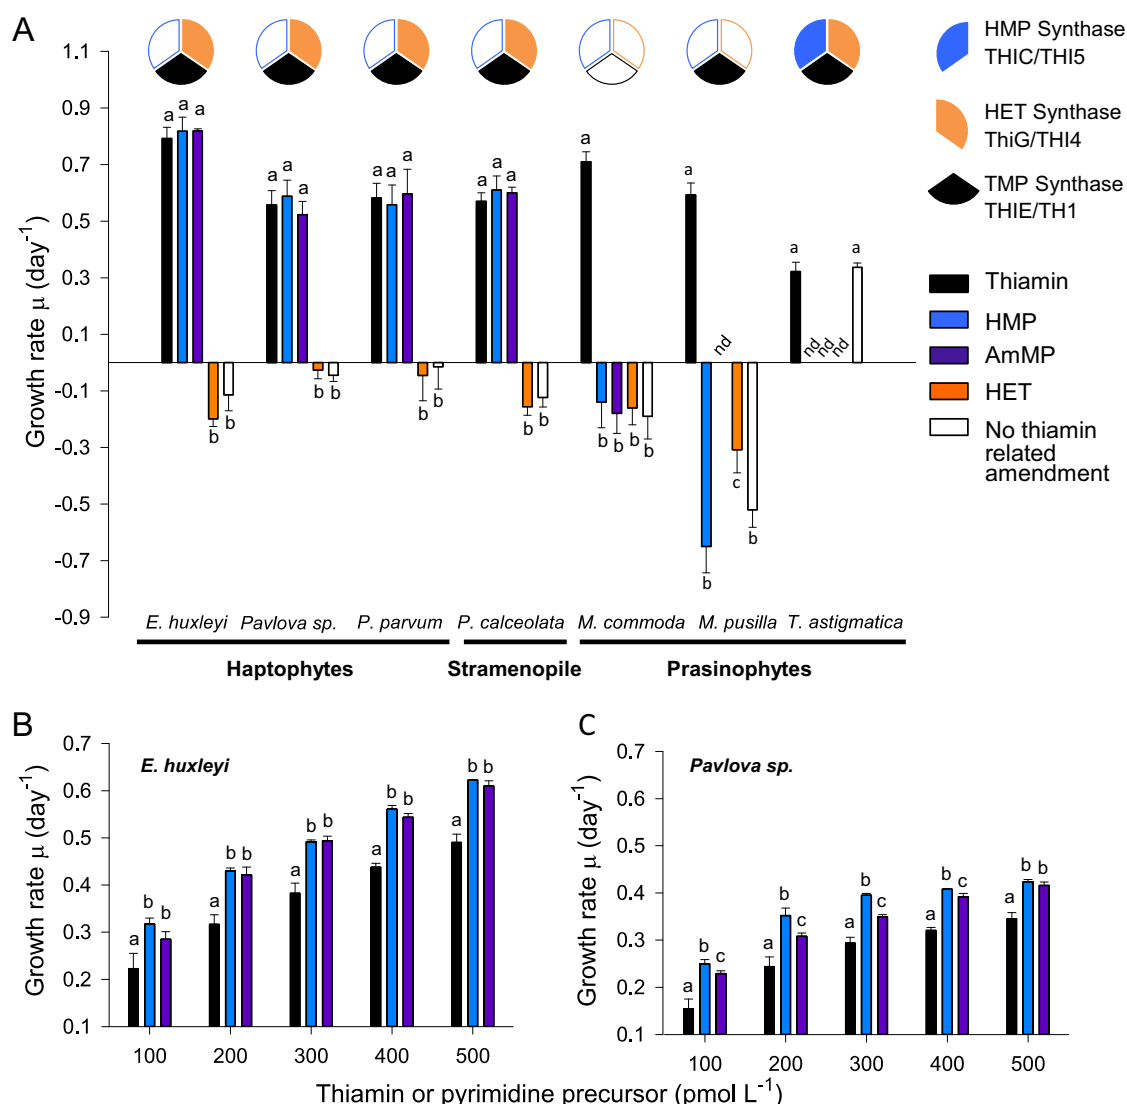 A
HMP Synthase
THIC/THI5
HET Synthase
ThiG/THI4
TMP Synthase
THIE/TH1
Thiamin
HMP
AmMP
HET
No thiamin
related
amendment
Growth rate μ (day-1)
1.1
0.9
0.7
0.5
0.3
0.1
-0.1
-0.3
-0.5
-0.7
-0.9
a a a b b
a a a b b
a a a b b
a a a b b
a b b b b
a b nd c b
a nd nd nd a
E. huxleyi Pavlova sp. P. parvum P. calceolata M. commoda M. pusilla T. astigmatica
Haptophytes Stramenopile Prasinophytes
B
E. huxleyi
Growth rate μ (day-1)
0.7
0.6
0.5
0.4
0.3
0.2
0.1
a b b
a b b
a b b
a b b
a b b
100 200 300 400 500
C
Pavlova sp.
Growth rate μ (day-1)
0.7
0.6
0.5
0.4
0.3
0.2
0.1
a b c
a b c
a b c
a b c
a b b
100 200 300 400 500
Thiamin or pyrimidine precursor (pmol L-1)